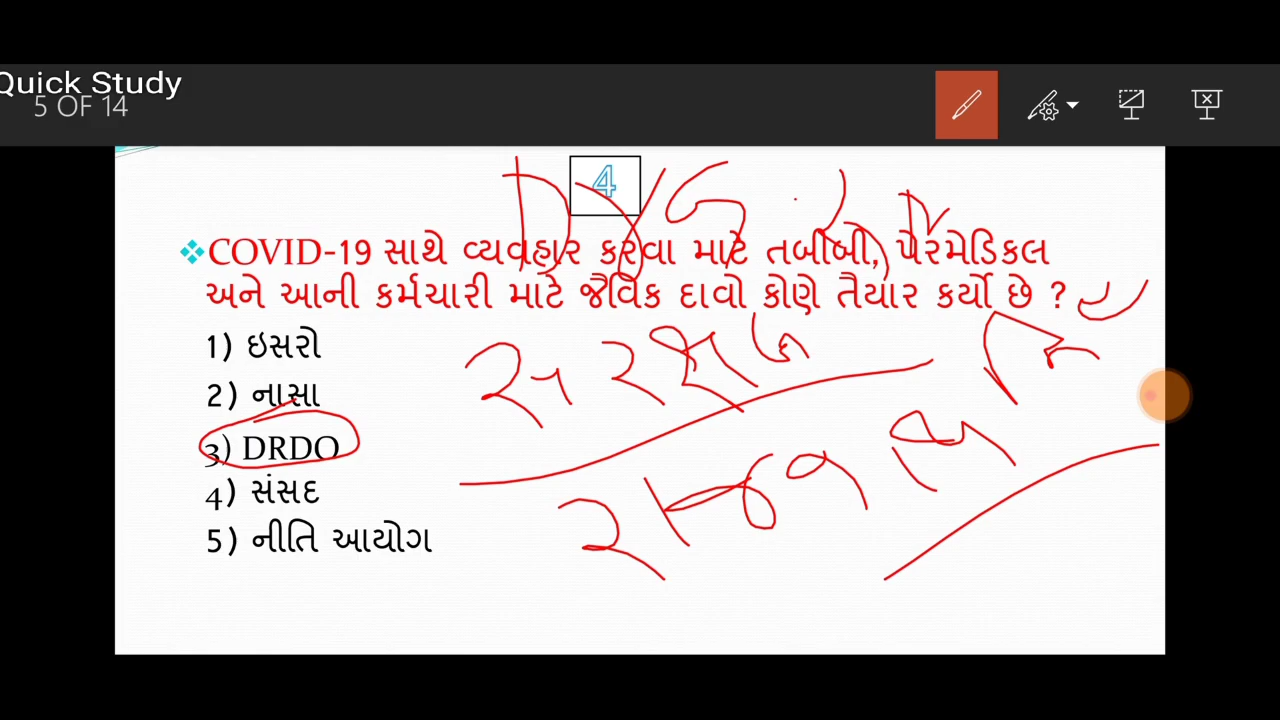 Quick Study
5 OF 14
4
COVID-19 સાથે વ્યવહાર કરવા માટે તબીબી, પેરમેડિકલ
અને આની કર્મચારી માટે જૈવિક દાવો કોણે તૈયાર કર્યો છે ?
1) ઇસરો
2) નાસા
3) DRDO
4) સંસદ
5) નીતિ આયોગ